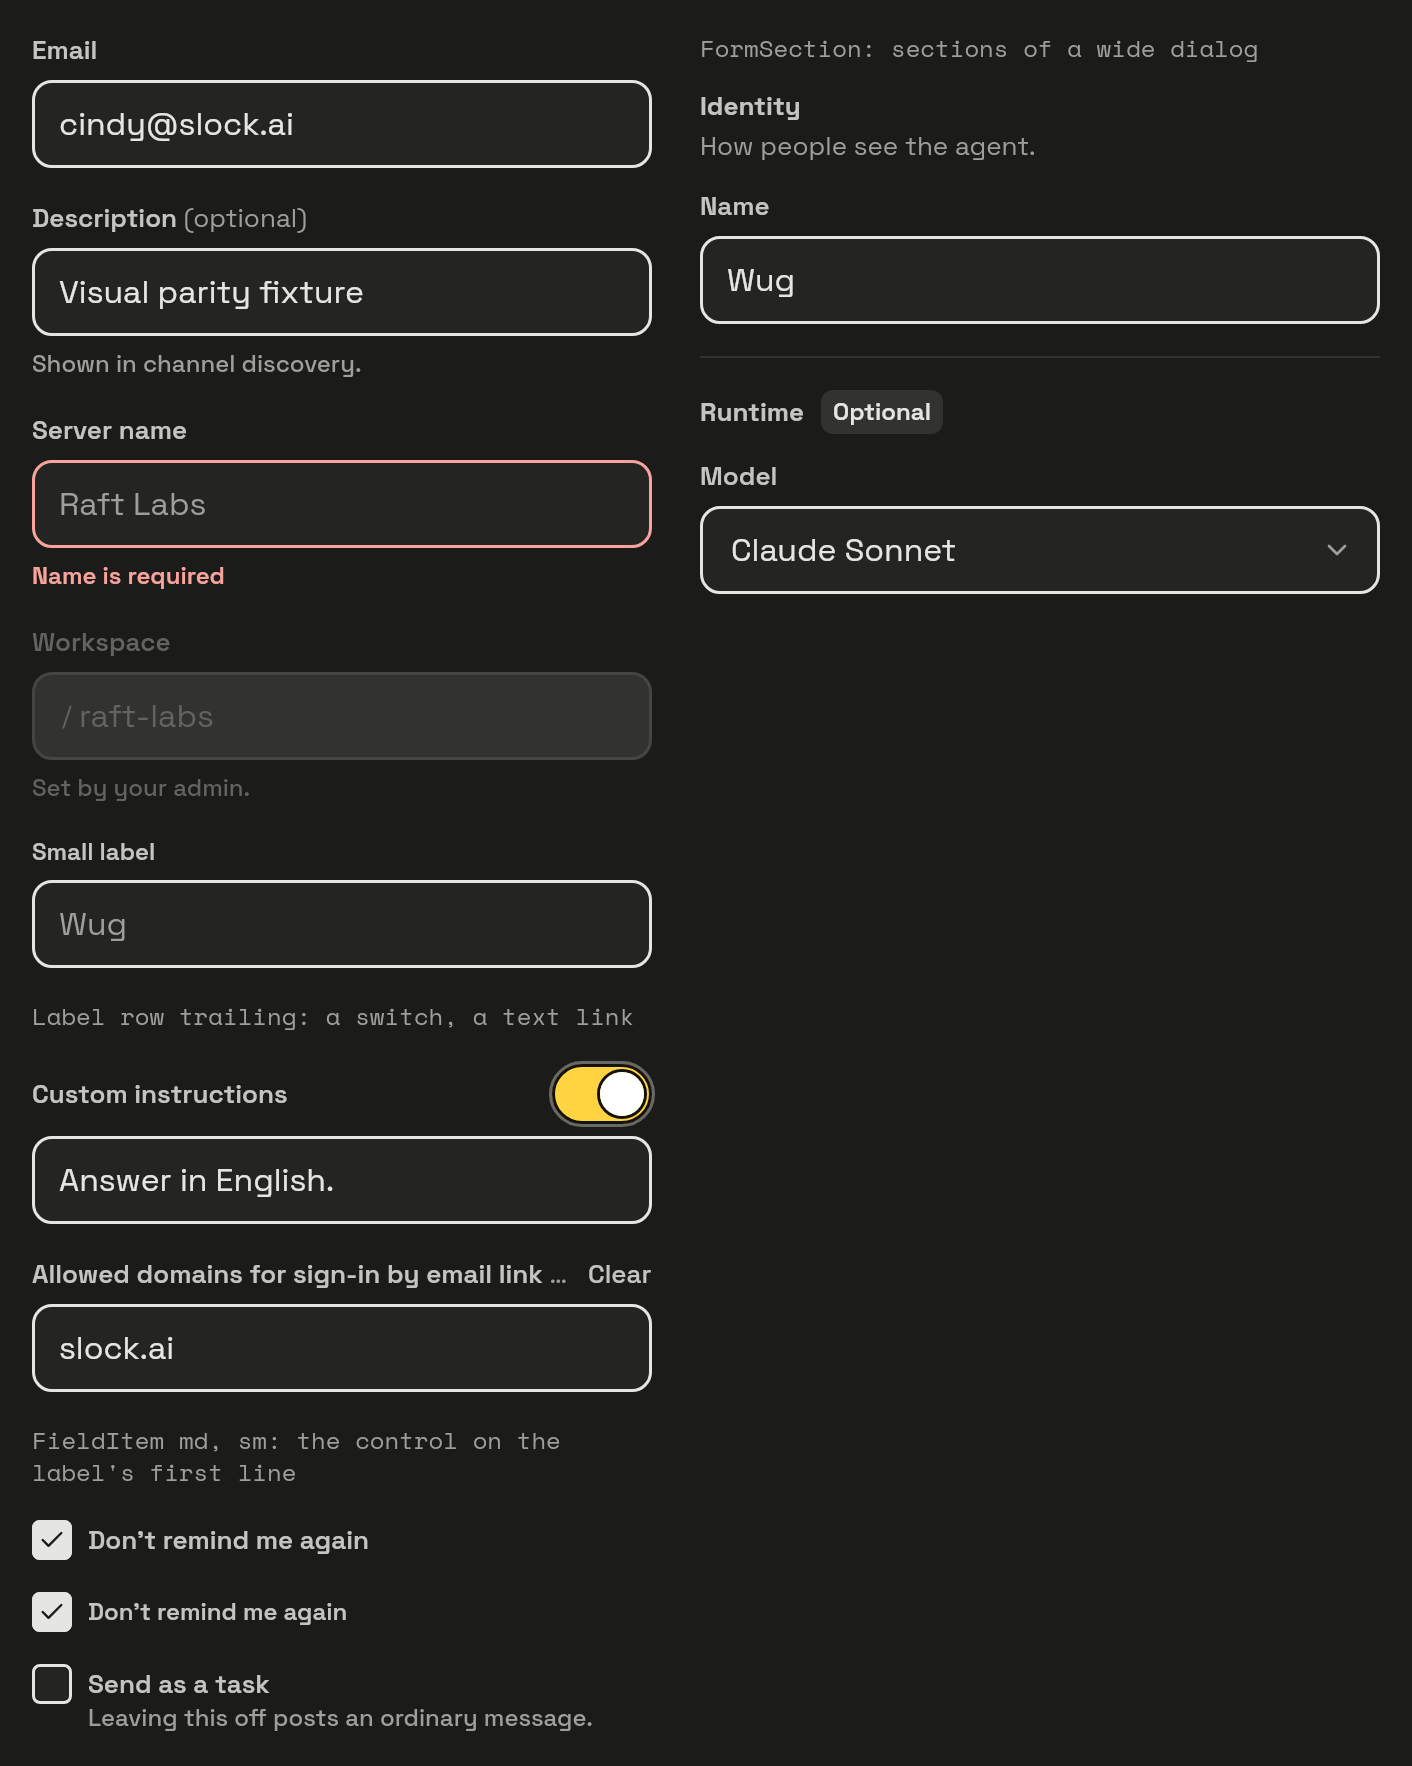 Email
cindy@slock.ai
Description (optional)
Visual parity fixture
Shown in channel discovery.
Server name
Raft Labs
Name is required
Workspace
/ raft-labs
Set by your admin.
Small label
Wug
Label row trailing: a switch, a text link
Custom instructions
Answer in English.
Allowed domains for sign-in by email link ... Clear
slock.ai
FieldItem md, sm: the control on the
label's first line
Don’t remind me again
Don’t remind me again
Send as a task
Leaving this off posts an ordinary message.
FormSection: sections of a wide dialog
Identity
How people see the agent.
Name
Wug
Runtime Optional
Model
Claude Sonnet